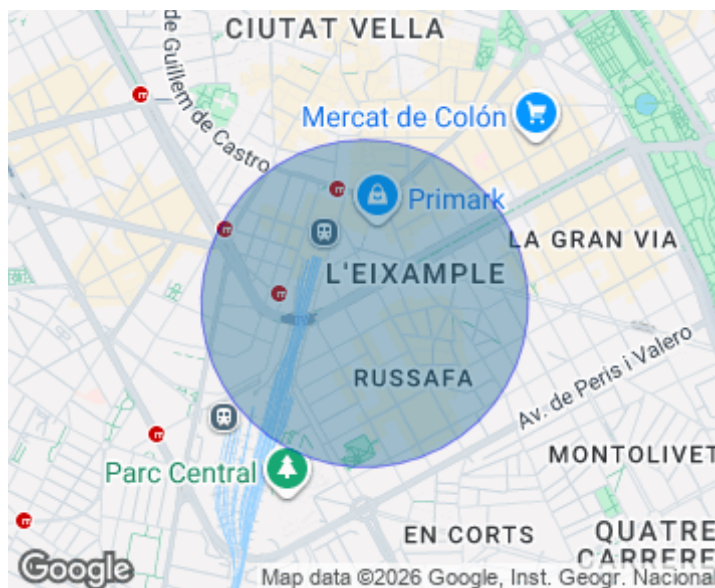 CIUTAT VELLA
de Guillem de Castro
Mercat de Colón
Primark
LA GRAN VIA
L'EIXAMPLE
RUSSAFA
Av. de Peris i Valero
MONTOLIVET
Parc Central
EN CORTS
QUATRE
CARRERE
Google
Map data ©2026 Google, Inst. Geogr. Nacional